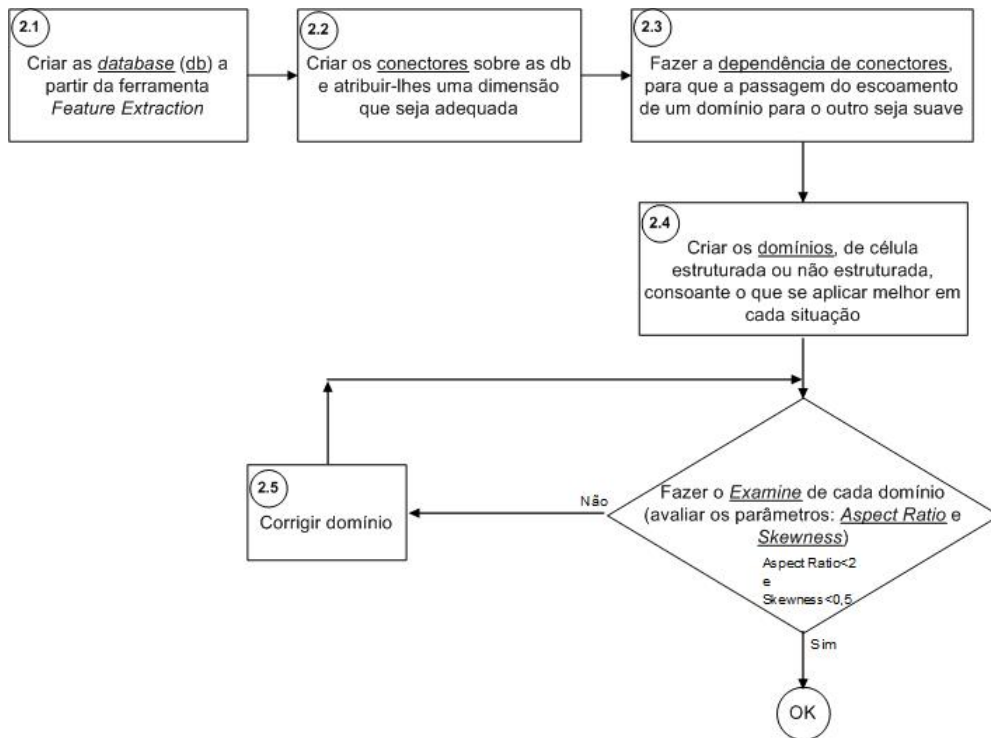 2.1
Criar as database (db) a
partir da ferramenta
Feature Extraction
2.2
Criar os conectores sobre as db
e atribuir-lhes uma dimensão
que seja adequada
2.3
Fazer a dependência de conectores,
para que a passagem do escoamento
de um domínio para o outro seja suave
2.4
Criar os domínios, de célula
estruturada ou não estruturada,
consoante o que se aplicar melhor em
cada situação
2.5
Corrigir domínio
Não
Fazer o Examine de cada domínio
(avaliar os parâmetros: Aspect Ratio e
Skewness)
Aspect Ratio<2
e
Skewness<0,5
Sim
OK